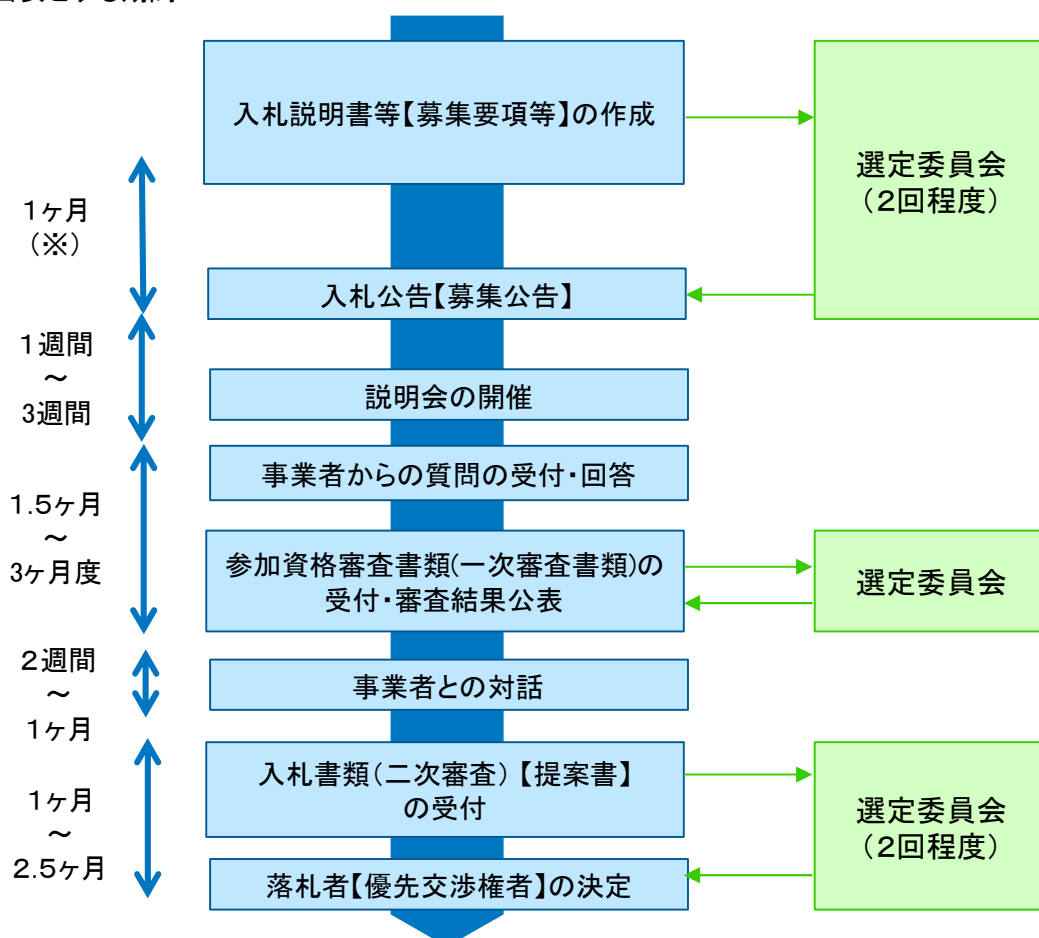 入札説明書等【募集要項等】の作成
選定委員会
（２回程度）
１ヶ月
（※）
入札公告【募集公告】
１週間
～
３週間
説明会の開催
事業者からの質問の受付・回答
１.５ヶ月
～
３ヶ月度
参加資格審査書類(一次審査書類)の
受付・審査結果公表
選定委員会
２週間
～
１ヶ月
事業者との対話
入札書類（二次審査）【提案書】
の受付
選定委員会
（２回程度）
１ヶ月
～
２.５ヶ月
落札者【優先交渉権者】の決定